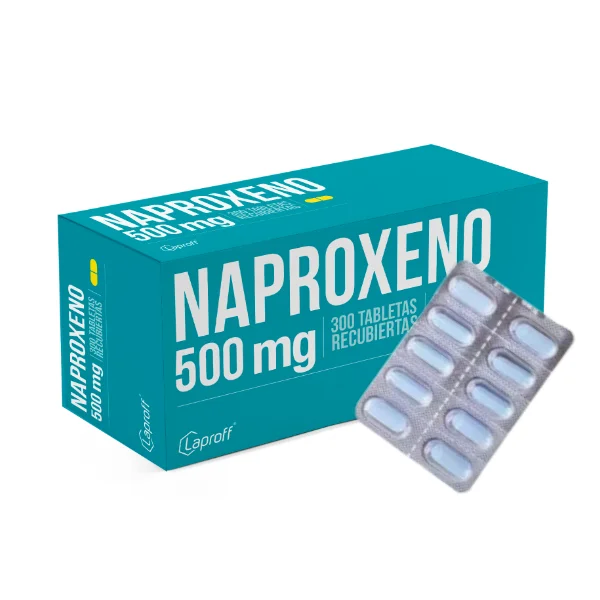 NAPROXENO
500 mg
300 TABLETAS
RECUBIERTAS
Laproff
NAPROXENO
500 mg
300 TABLETAS
RECUBIERTAS
Laproff
NAPROXENO
500 mg
300 TABLETAS
RECUBIERTAS
Laproff